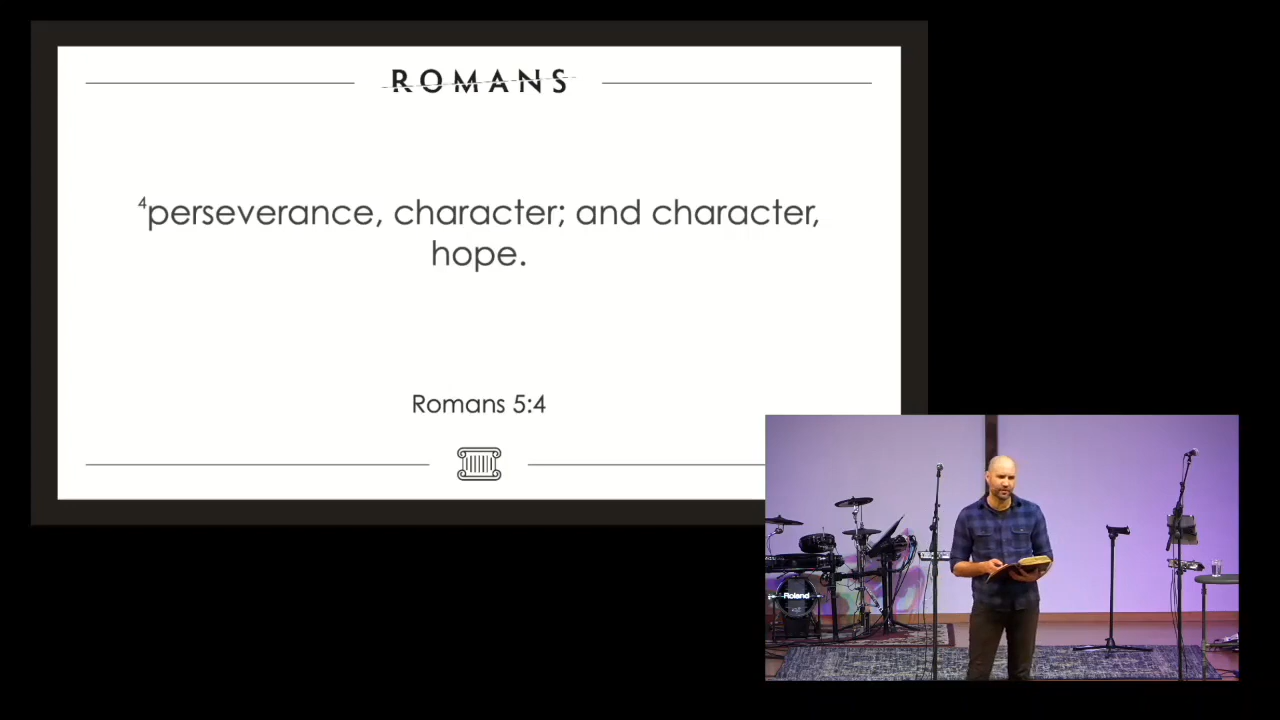 ROMANS
4perseverance, character; and character,
hope.
Romans 5:4
Roland